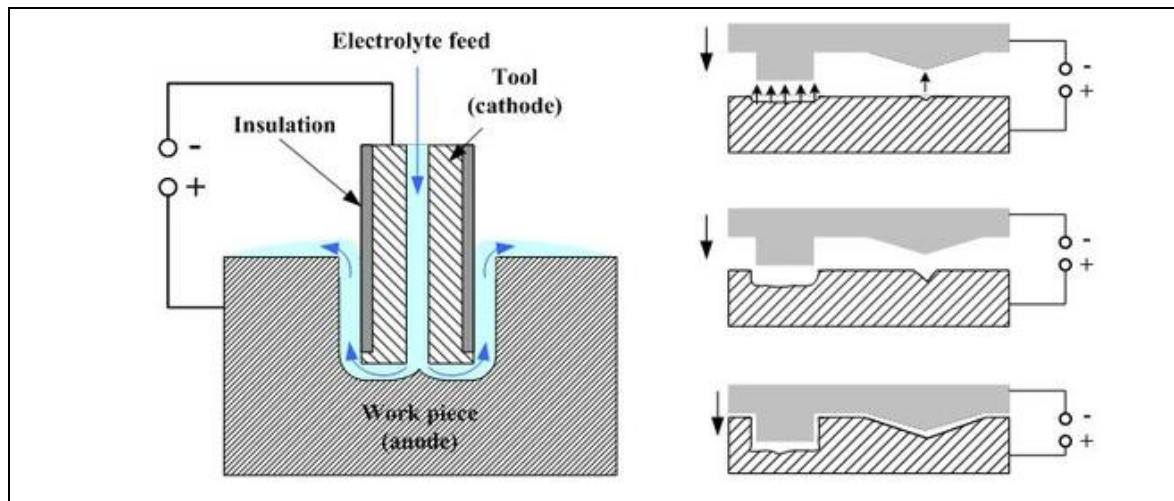 Electrolyte feed
Tool
(cathode)
Insulation
-
+
Work piece
(anode)
-
+
-
+
-
+